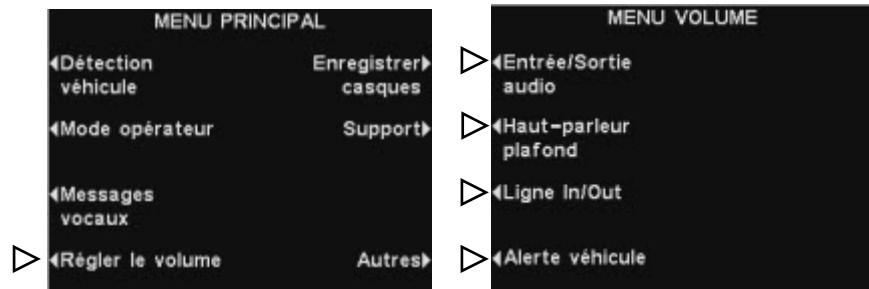 MENU PRINCIPAL
Détection
véhicule
Enregistrer
casques
Mode opérateur
Support
Messages
vocaux
Régler le volume
Autres
MENU VOLUME
Entrée/Sortie
audio
Haut-parleur
plafond
Ligne In/Out
Alerte véhicule